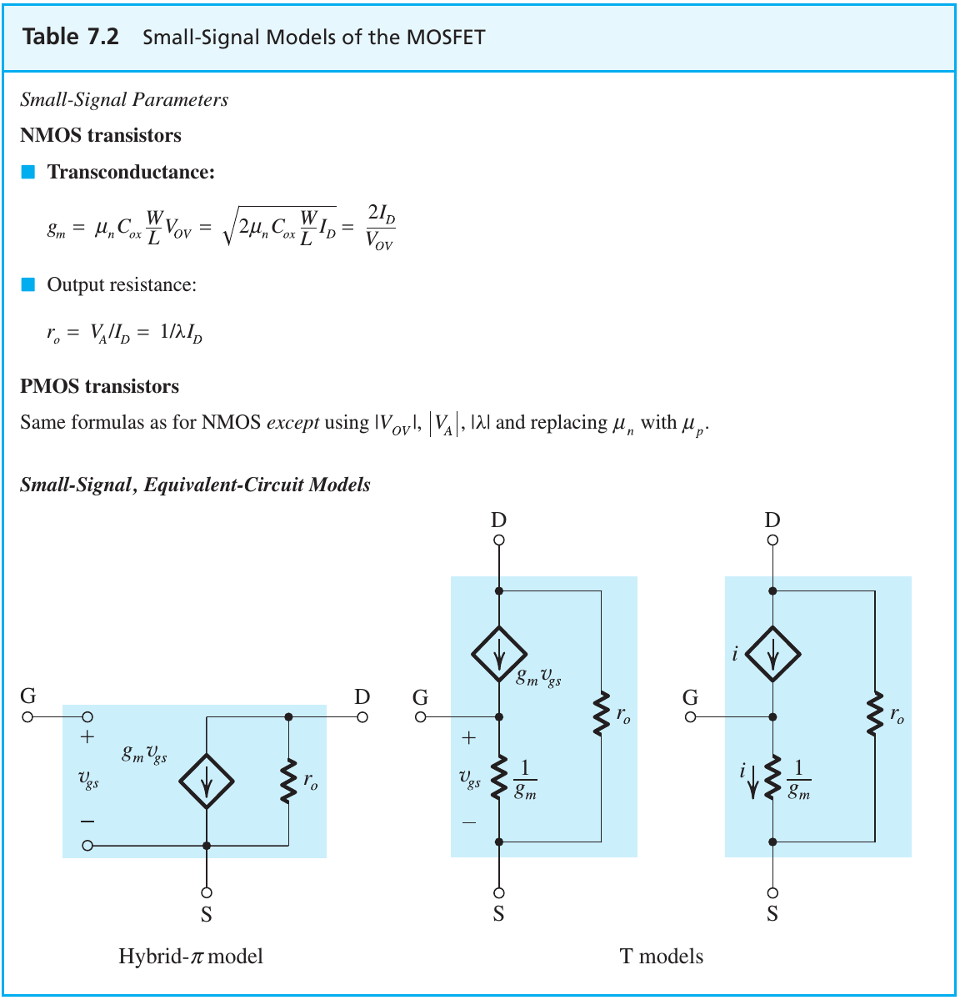 Table 7.2 Small-Signal Models of the MOSFET
Small-Signal Parameters
NMOS transistors
■ Transconductance:
g_m = μ_n C_ox W/L V_OV = √(2μ_n C_ox W/L I_D) = 2I_D/V_OV
■ Output resistance:
r_o = V_A/I_D = 1/λI_D
PMOS transistors
Same formulas as for NMOS except using |V_OV|, |V_A|, |λ| and replacing μ_n with μ_p.
Small-Signal, Equivalent-Circuit Models
G
+
v_gs
−
g_m v_gs
r_o
D
S
Hybrid-π model
D
g_m v_gs
G
+
v_gs
−
1/g_m
r_o
S
D
i
G
i
1/g_m
r_o
S
T models